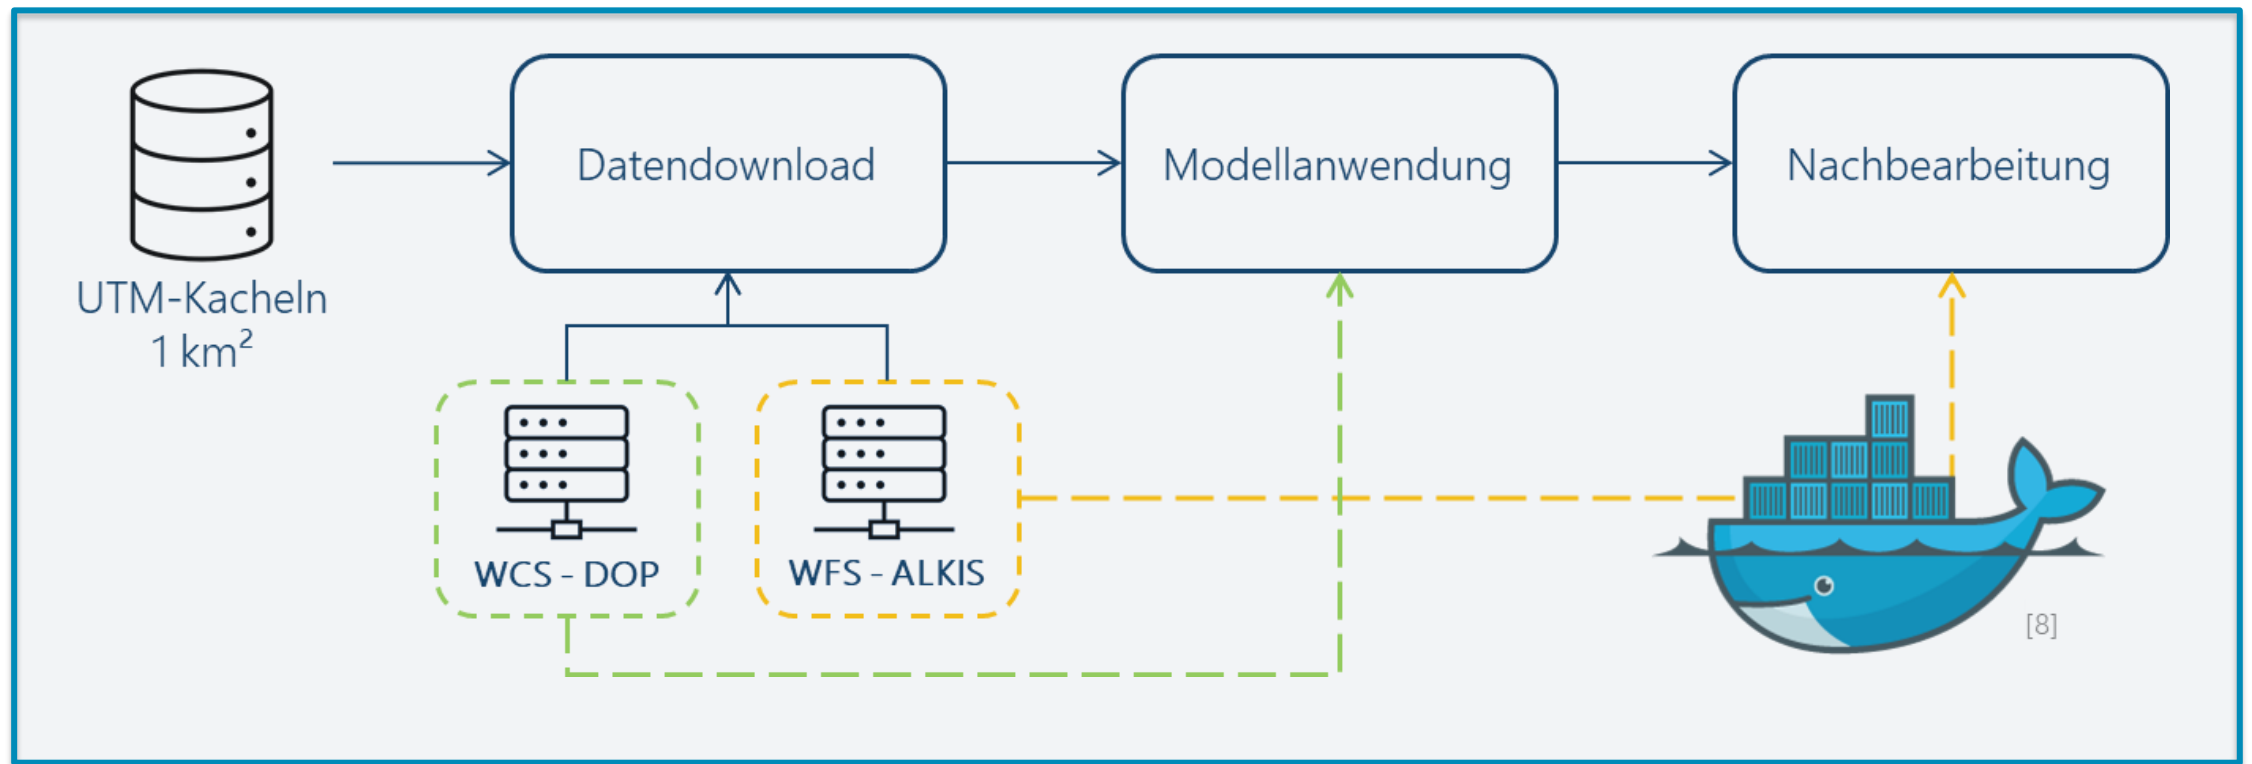 Datendownload
Modellanwendung
Nachbearbeitung
UTM-Kacheln
1 km²
WCS - DOP
WFS - ALKIS
[8]